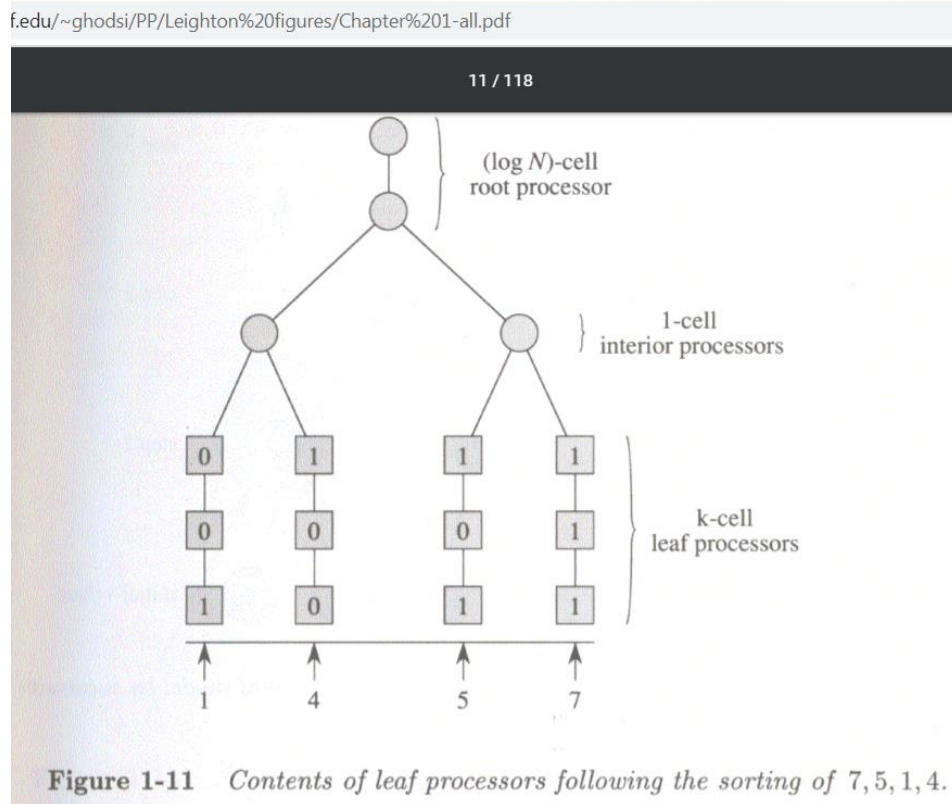 f.edu/~ghodsi/PP/Leighton%20figures/Chapter%201-all.pdf
11 / 118
(log N)-cell
root processor
1-cell
interior processors
0 1 1 1
0 0 0 1
1 0 1 1
k-cell
leaf processors
1 4 5 7
Figure 1-11 Contents of leaf processors following the sorting of 7, 5, 1, 4.